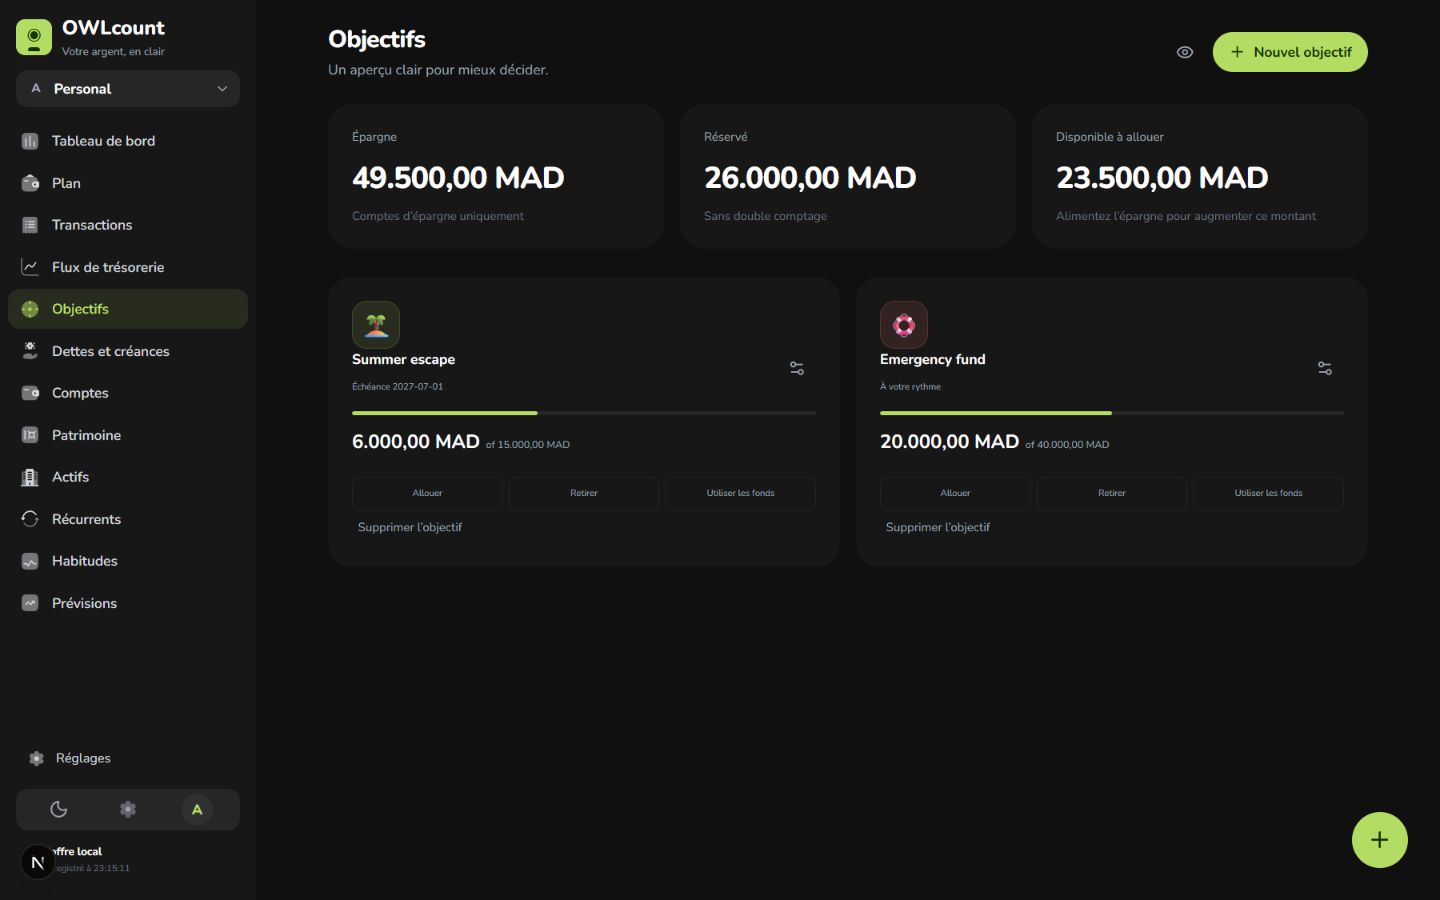 OWLcount
Votre argent, en clair
A Personal
Tableau de bord
Plan
Transactions
Flux de trésorerie
Objectifs
Dettes et créances
Comptes
Patrimoine
Actifs
Récurrents
Habitudes
Prévisions
Réglages
A
local
à 23:15:11
N
Objectifs
Un aperçu clair pour mieux décider.
+ Nouvel objectif
Épargne
49.500,00 MAD
Comptes d'épargne uniquement
Réservé
26.000,00 MAD
Sans double comptage
Disponible à allouer
23.500,00 MAD
Alimentez l'épargne pour augmenter ce montant
Summer escape
Échéance 2027-07-01
6.000,00 MAD of 15.000,00 MAD
Allouer Retirer Utiliser les fonds
Supprimer l'objectif
Emergency fund
À votre rythme
20.000,00 MAD of 40.000,00 MAD
Allouer Retirer Utiliser les fonds
Supprimer l'objectif
+